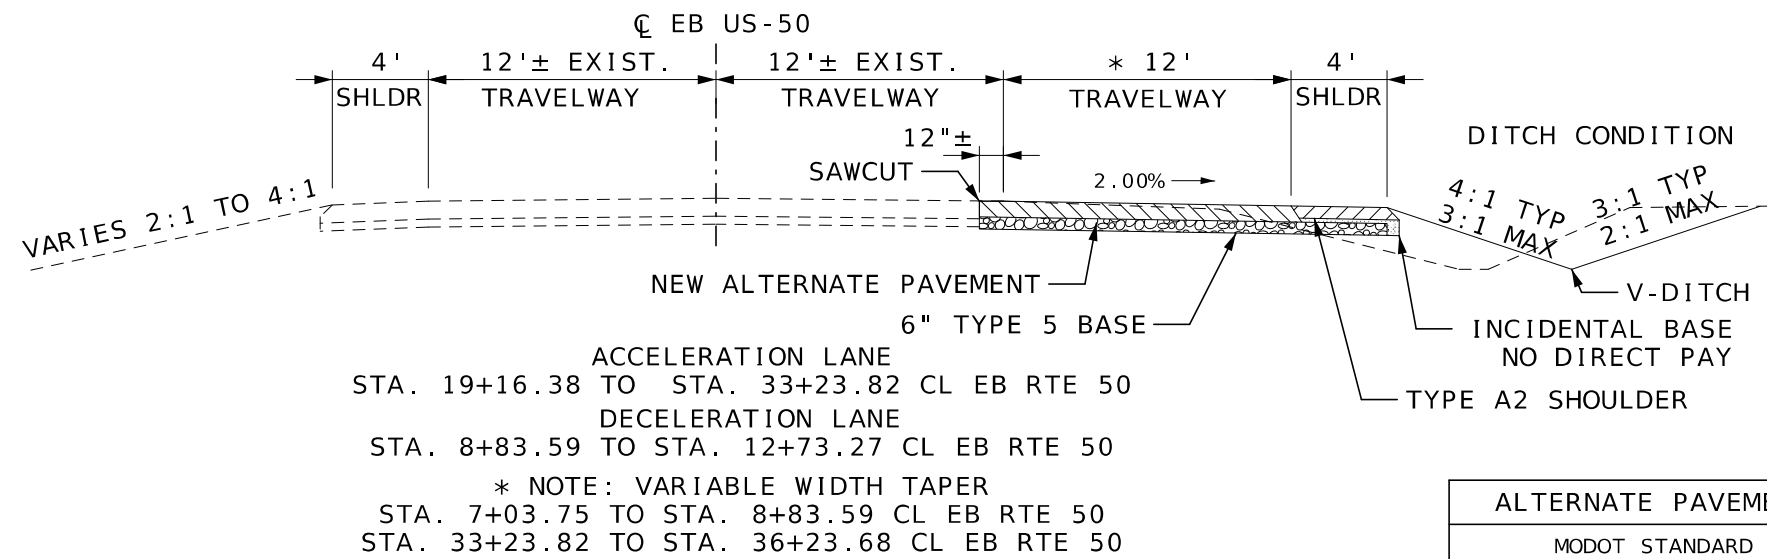 ℄ EB US-50
4' 12'± EXIST. 12'± EXIST. * 12' 4'
SHLDR TRAVELWAY TRAVELWAY TRAVELWAY SHLDR
DITCH CONDITION
12"±
SAWCUT
2.00%
VARIES 2:1 TO 4:1
4:1 TYP
3:1 MAX
3:1 TYP
2:1 MAX
NEW ALTERNATE PAVEMENT
V-DITCH
6" TYPE 5 BASE
INCIDENTAL BASE
NO DIRECT PAY
TYPE A2 SHOULDER
ACCELERATION LANE
STA. 19+16.38 TO STA. 33+23.82 CL EB RTE 50
DECELERATION LANE
STA. 8+83.59 TO STA. 12+73.27 CL EB RTE 50
* NOTE: VARIABLE WIDTH TAPER
STA. 7+03.75 TO STA. 8+83.59 CL EB RTE 50
STA. 33+23.82 TO STA. 36+23.68 CL EB RTE 50
ALTERNATE PAVEME
MODOT STANDARD